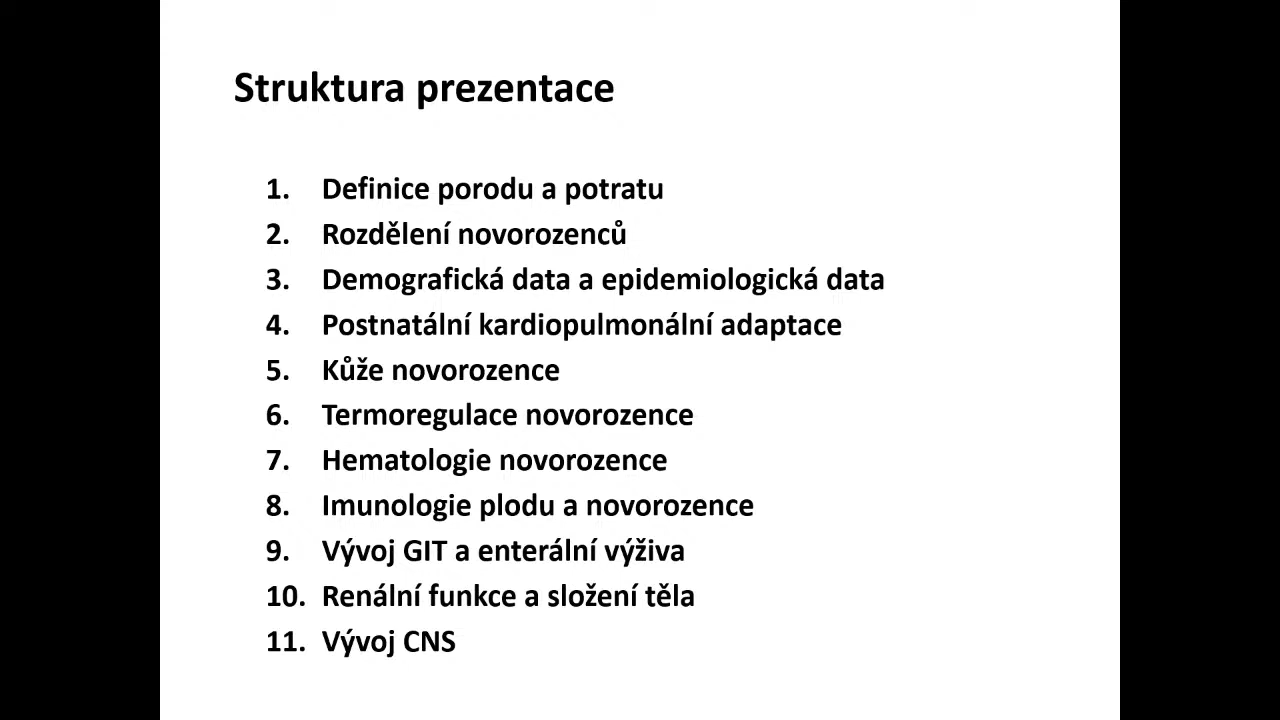 Struktura prezentace
1. Definice porodu a potratu
2. Rozdělení novorozenců
3. Demografická data a epidemiologická data
4. Postnatální kardiopulmonální adaptace
5. Kůže novorozence
6. Termoregulace novorozence
7. Hematologie novorozence
8. Imunologie plodu a novorozence
9. Vývoj GIT a enterální výživa
10. Renální funkce a složení těla
11. Vývoj CNS